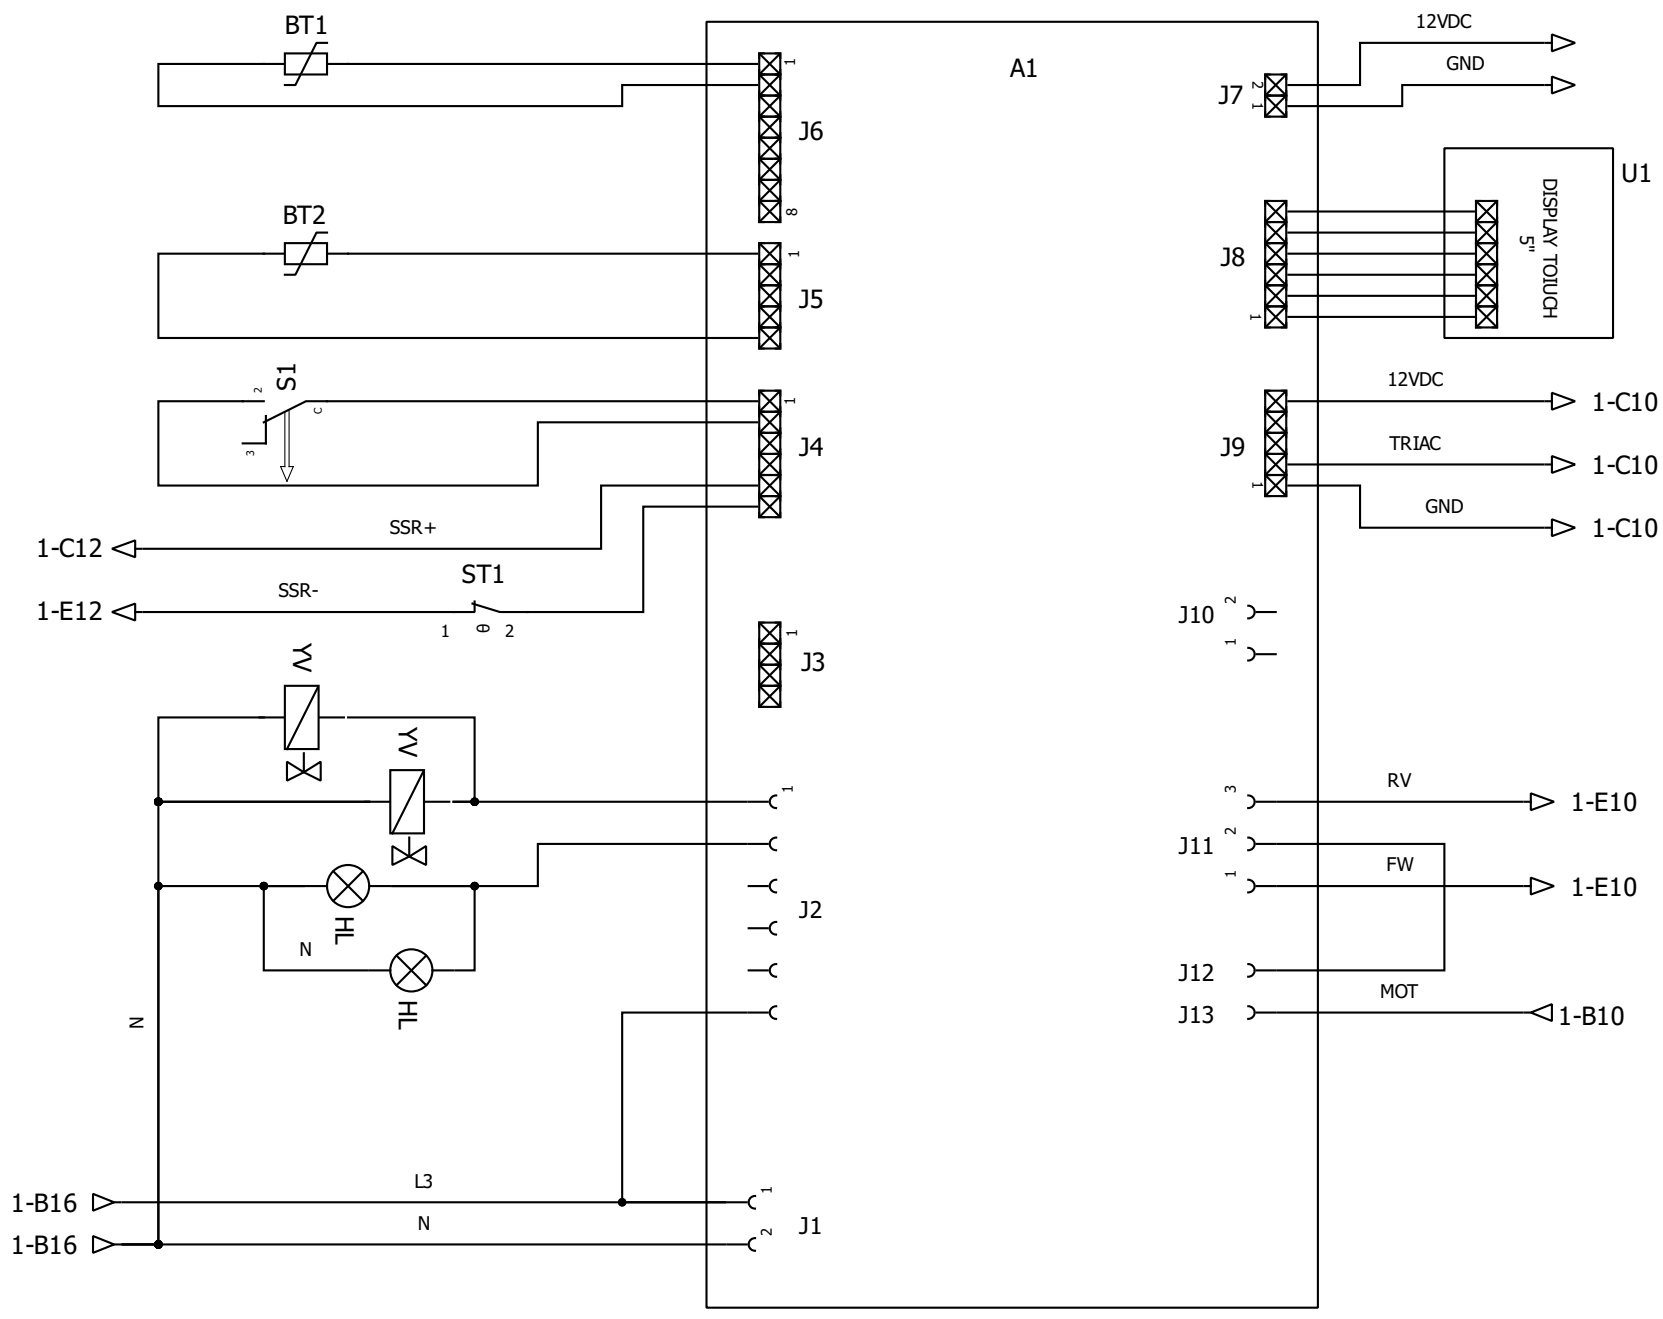 BT1
1
J6
8
BT2
1
J5
S1
2
C
3
1
J4
SSR+
1-C12
ST1
SSR-
1-E12
1 θ 2
1
J3
YV
YV
1
J2
HL
N
HL
N
L3
1-B16
1
N
1-B16
2
J1
A1
12VDC
GND
J7
2
1
U1
DISPLAY TOIUCH
5"
J8
1
12VDC
1-C10
TRIAC
1-C10
J9
1
GND
1-C10
J10
2
1
RV
3
1-E10
J11
2
FW
1
1-E10
J12
MOT
J13
1-B10